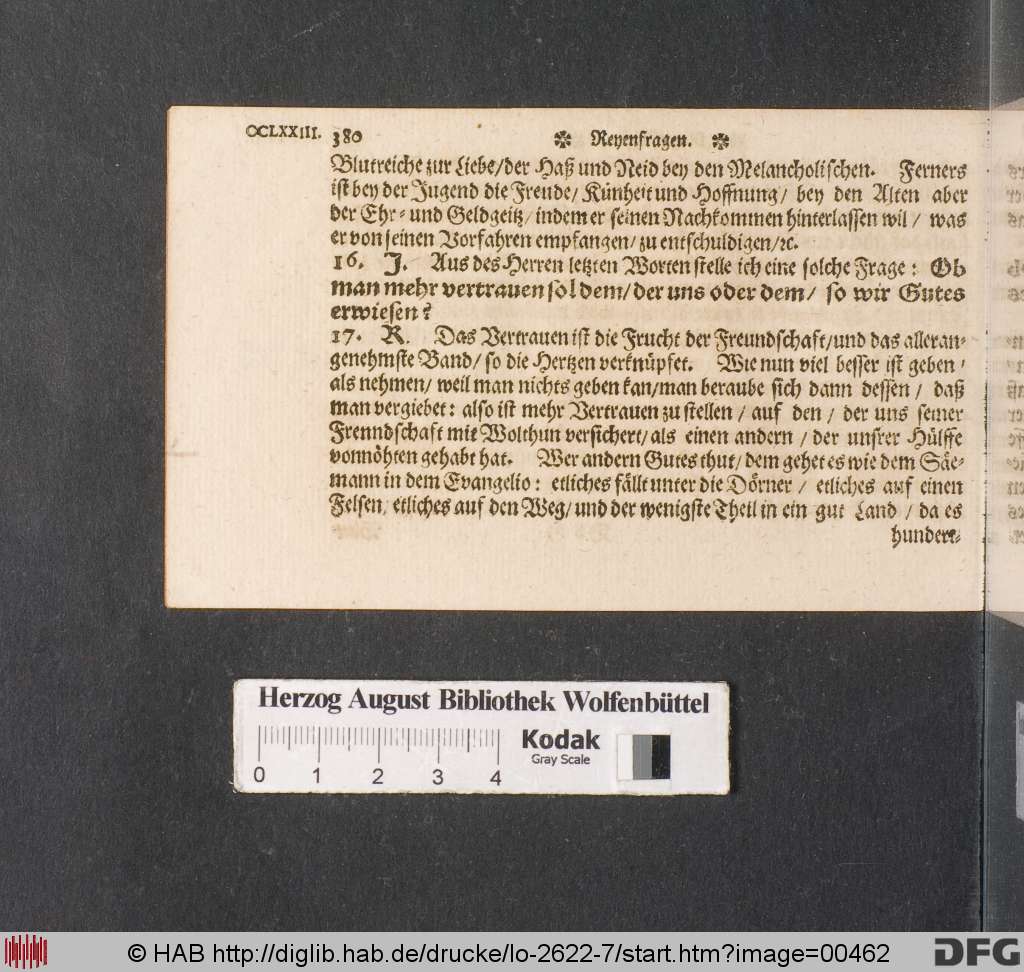 CCLXXIII. 380 ✼ Reyenfragen. ✼
Blutreiche zur Liebe/der Haß und Neid bey den Melancholischen. Ferners
ist bey der Jugend die Freude/ Künheit und Hoffnung/ bey den Alten aber
der Ehr- und Geldgeitz/ indem er seinen Nachkommen hinterlassen wil/ was
er von seinen Vorfahren empfangen/ zu entschuldigen/ꝛc.
16. J. Aus des Herren letzten Worten stelle ich eine solche Frage: Ob
man mehr vertrauen sol dem/ der uns oder dem/ so wir Gutes
erwiesen?
17. R. Das Vertrauen ist die Frucht der Freundschaft/und das alleran-
genehmste Band/ so die Hertzen verknüpfet. Wie nun viel besser ist geben/
als nehmen/ weil man nichts geben kan/man beraube sich dann dessen/ daß
man vergiebet: also ist mehr Vertrauen zu stellen/ auf den/ der uns seiner
Frenndschaft mit Wolthun versichert/als einen andern/ der unsrer Hülffe
vonnöhten gehabt hat. Wer andern Gutes thut/ dem gehet es wie dem Säe-
mann in dem Evangelio: etliches fällt unter die Dörner/ etliches auf einen
Felsen, etliches auf den Weg/ und der wenigste Theil in ein gut Land/ da es
hundert-
Herzog August Bibliothek Wolfenbüttel
0 1 2 3 4
Kodak
Gray Scale
© HAB http://diglib.hab.de/drucke/lo-2622-7/start.htm?image=00462
DFG